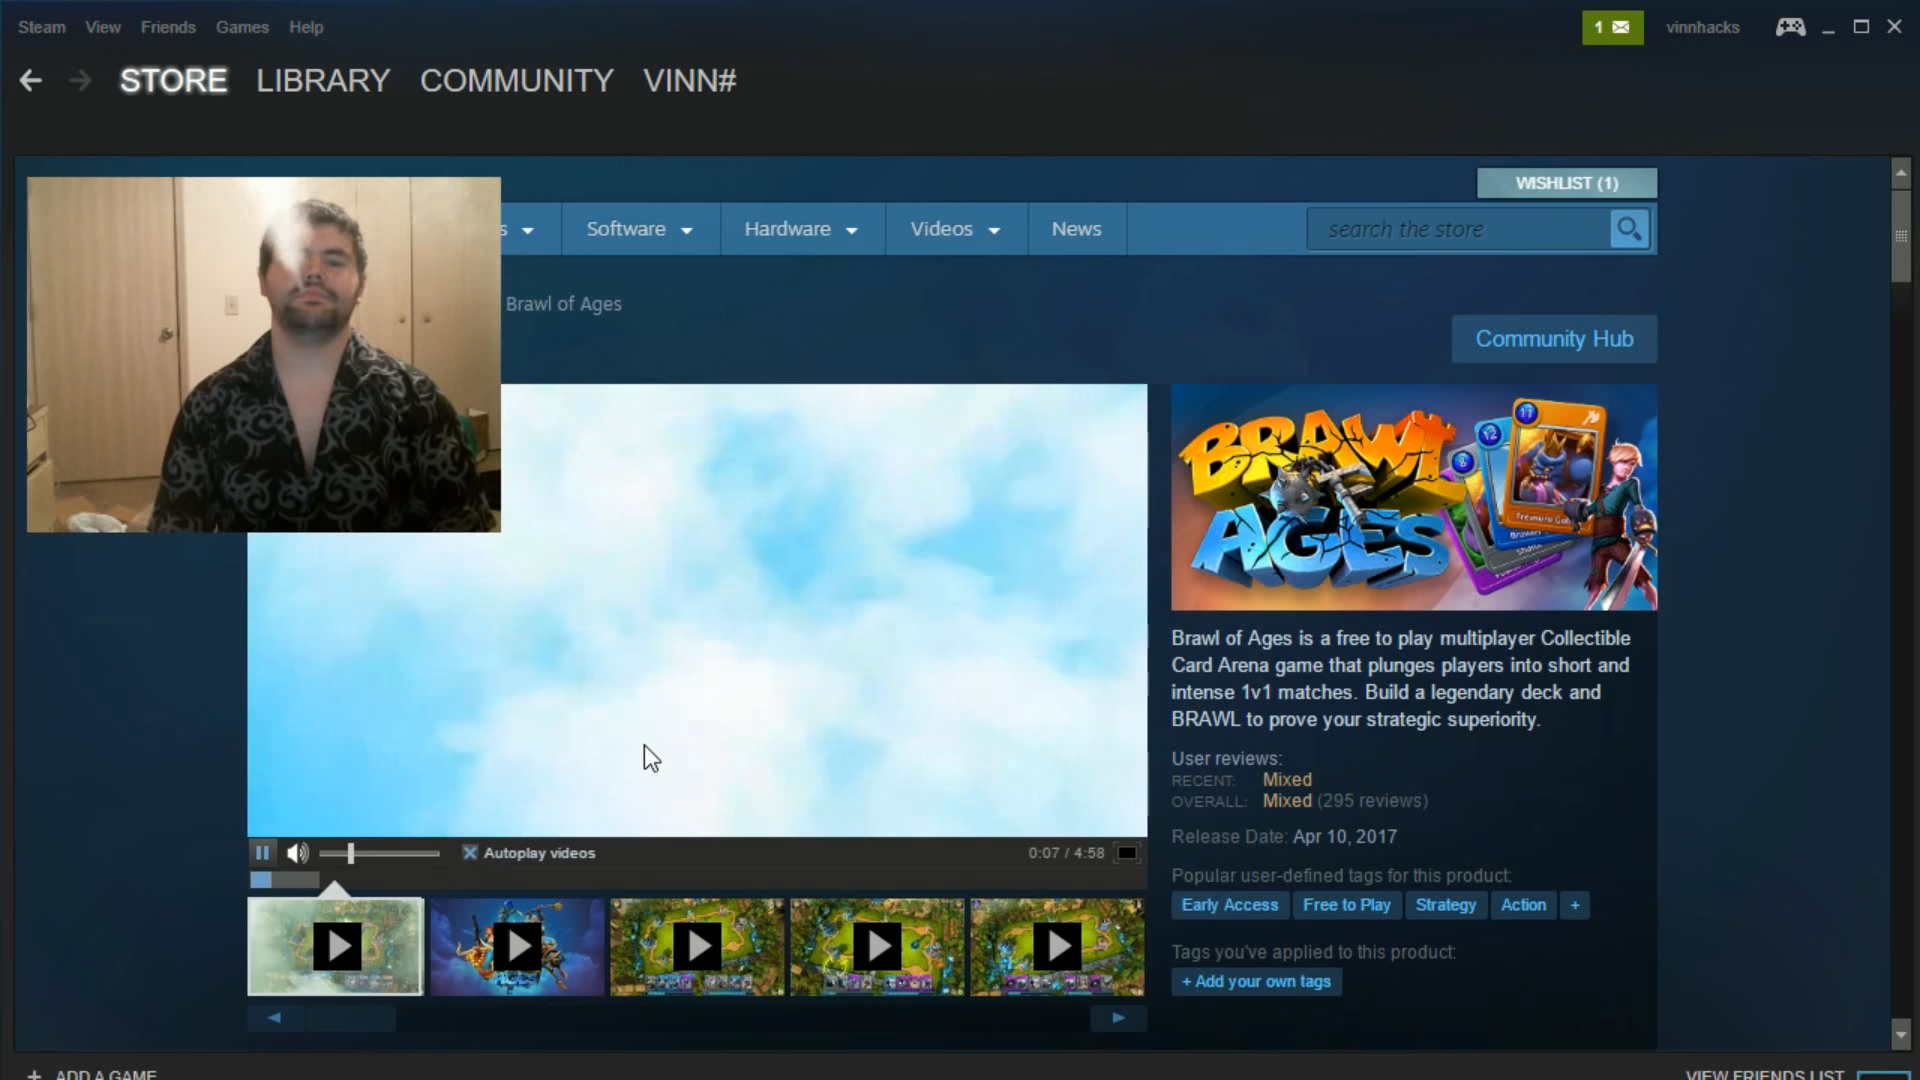 Steam View Friends Games Help
1 vinnhacks
STORE LIBRARY COMMUNITY VINN#
WISHLIST (1)
s Software Hardware Videos News search the store
Brawl of Ages
Community Hub
BRAWL
OF
AGES
17
12
8
Brawl of Ages is a free to play multiplayer Collectible
Card Arena game that plunges players into short and
intense 1v1 matches. Build a legendary deck and
BRAWL to prove your strategic superiority.
User reviews:
RECENT: Mixed
OVERALL: Mixed (295 reviews)
Release Date: Apr 10, 2017
Autoplay videos 0:07 / 4:58
Popular user-defined tags for this product:
Early Access Free to Play Strategy Action +
Tags you've applied to this product:
+ Add your own tags
+ ADD A GAME
VIEW FRIENDS LIST